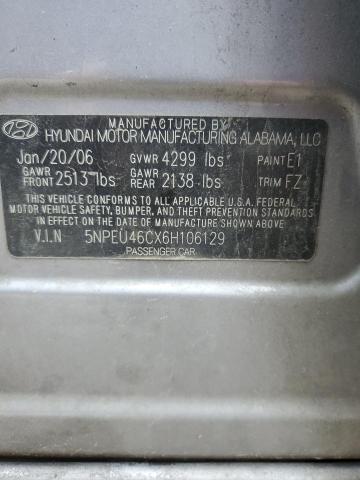 MANUFACTURED BY
HYUNDAI MOTOR MANUFACTURING ALABAMA, LLC
Jan/20/06 GVWR 4299 lbs PAINT E1
GAWR FRONT 2513 lbs GAWR REAR 2138 lbs TRIM FZ
THIS VEHICLE CONFORMS TO ALL APPLICABLE U.S.A. FEDERAL
MOTOR VEHICLE SAFETY, BUMPER, AND THEFT PREVENTION STANDARDS
IN EFFECT ON THE DATE OF MANUFACTURE SHOWN ABOVE.
V.I.N 5NPEU46CX6H106129
PASSENGER CAR